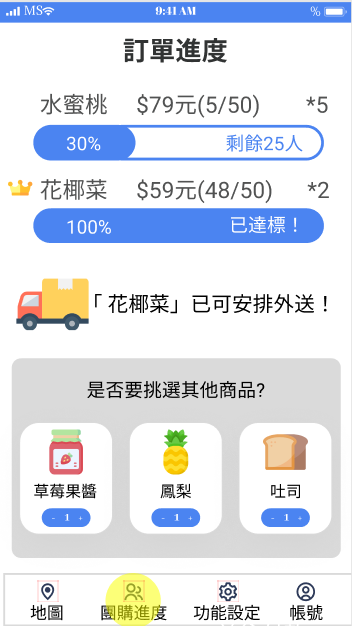 MS 9:41 AM %
訂單進度
水蜜桃 $79元(5/50) *5
30% 剩餘25人
花椰菜 $59元(48/50) *2
100% 已達標！
「 花椰菜」已可安排外送！
是否要挑選其他商品?
草莓果醬 鳳梨 吐司
- 1 + - 1 + - 1 +
地圖 團購進度 功能設定 帳號